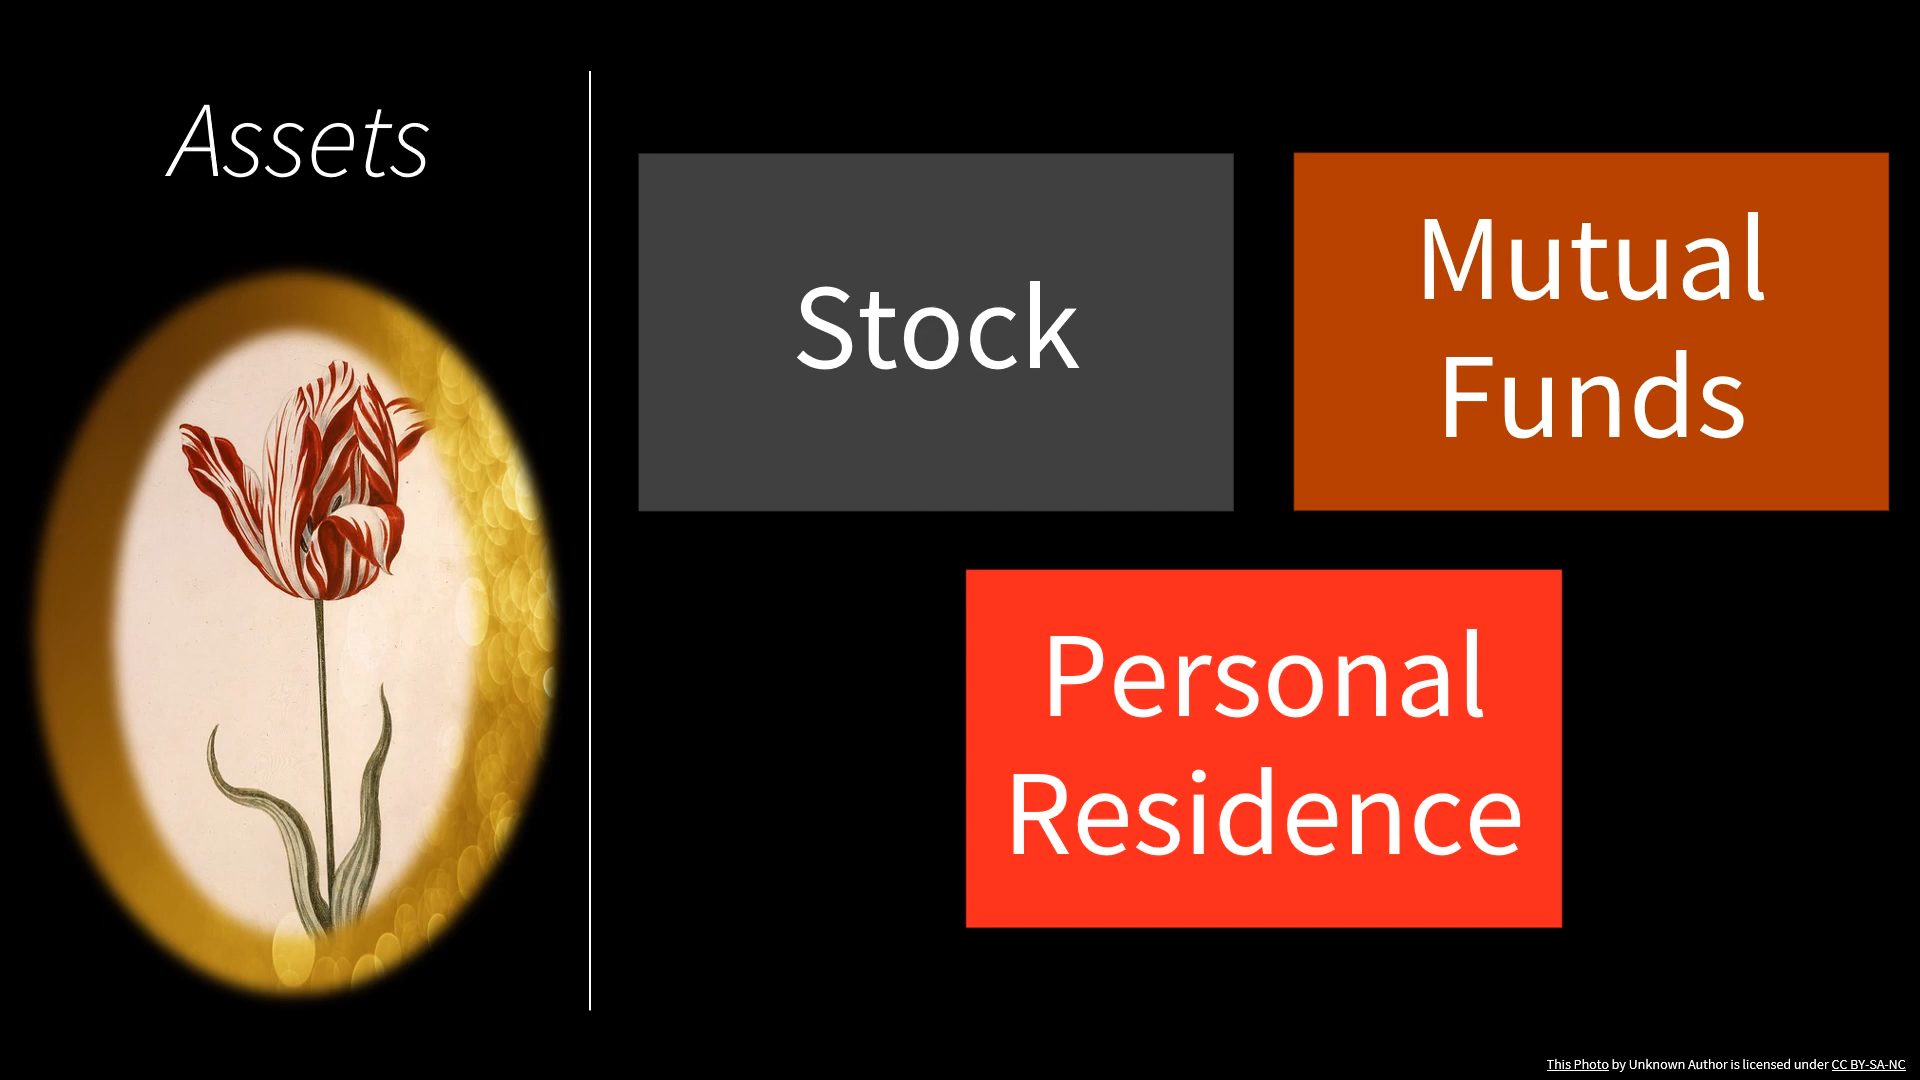 Assets
Stock
Mutual
Funds
Personal
Residence
This Photo by Unknown Author is licensed under CC BY-SA-NC